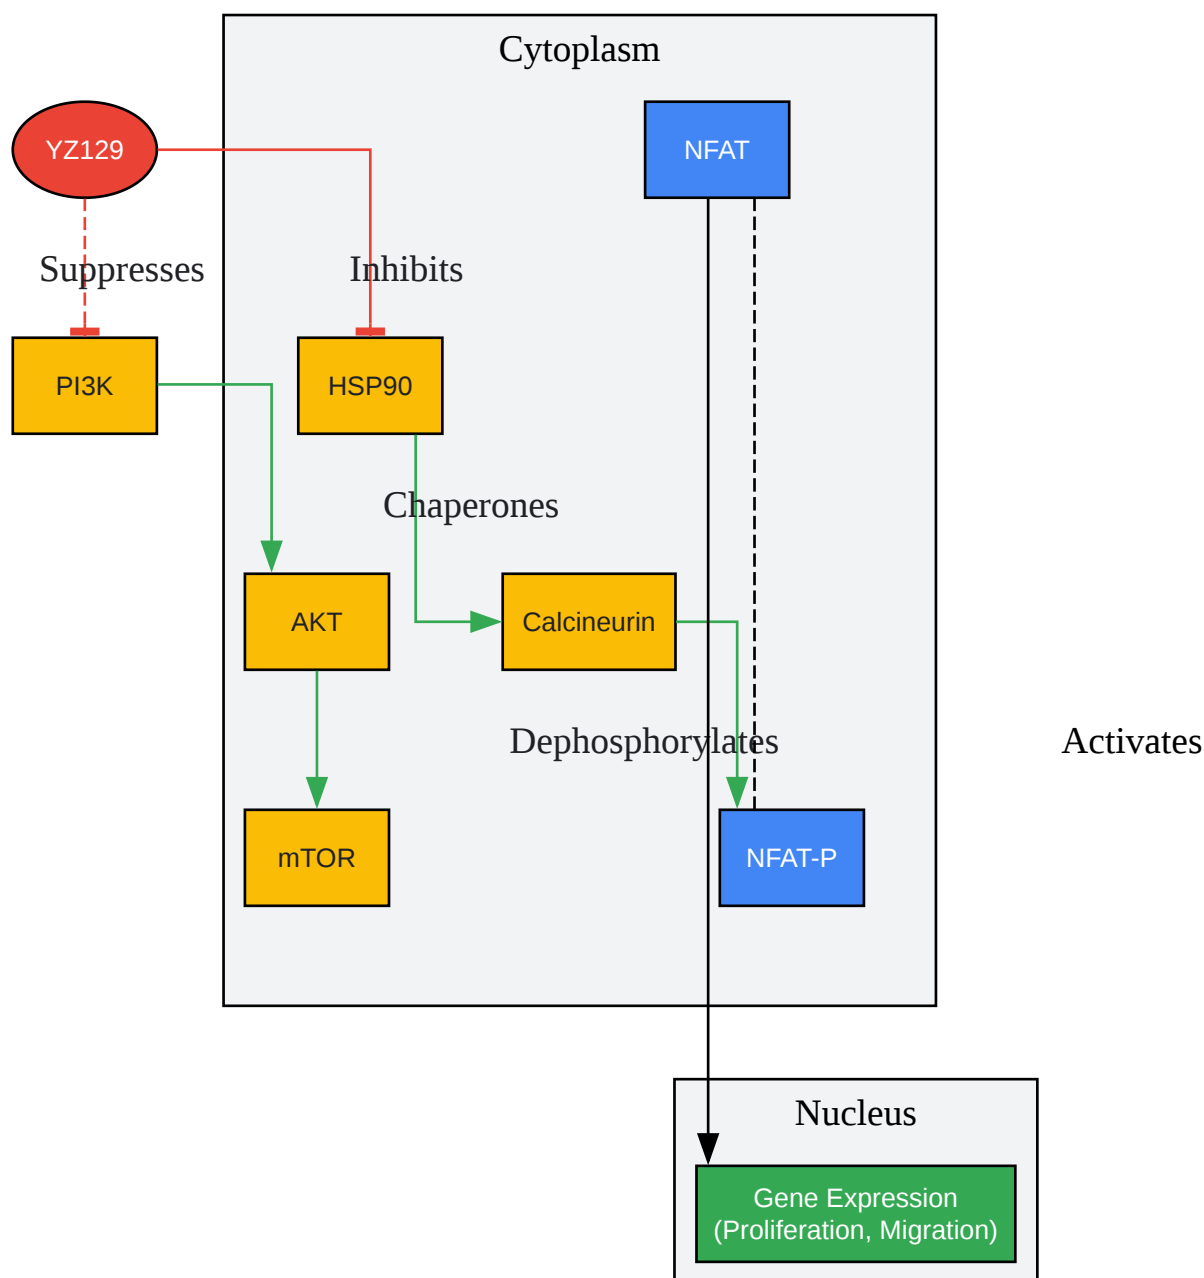 Cytoplasm
YZ129
NFAT
Suppresses
Inhibits
PI3K
HSP90
Chaperones
AKT
Calcineurin
Dephosphorylates
Activates
mTOR
NFAT-P
Nucleus
Gene Expression
(Proliferation, Migration)